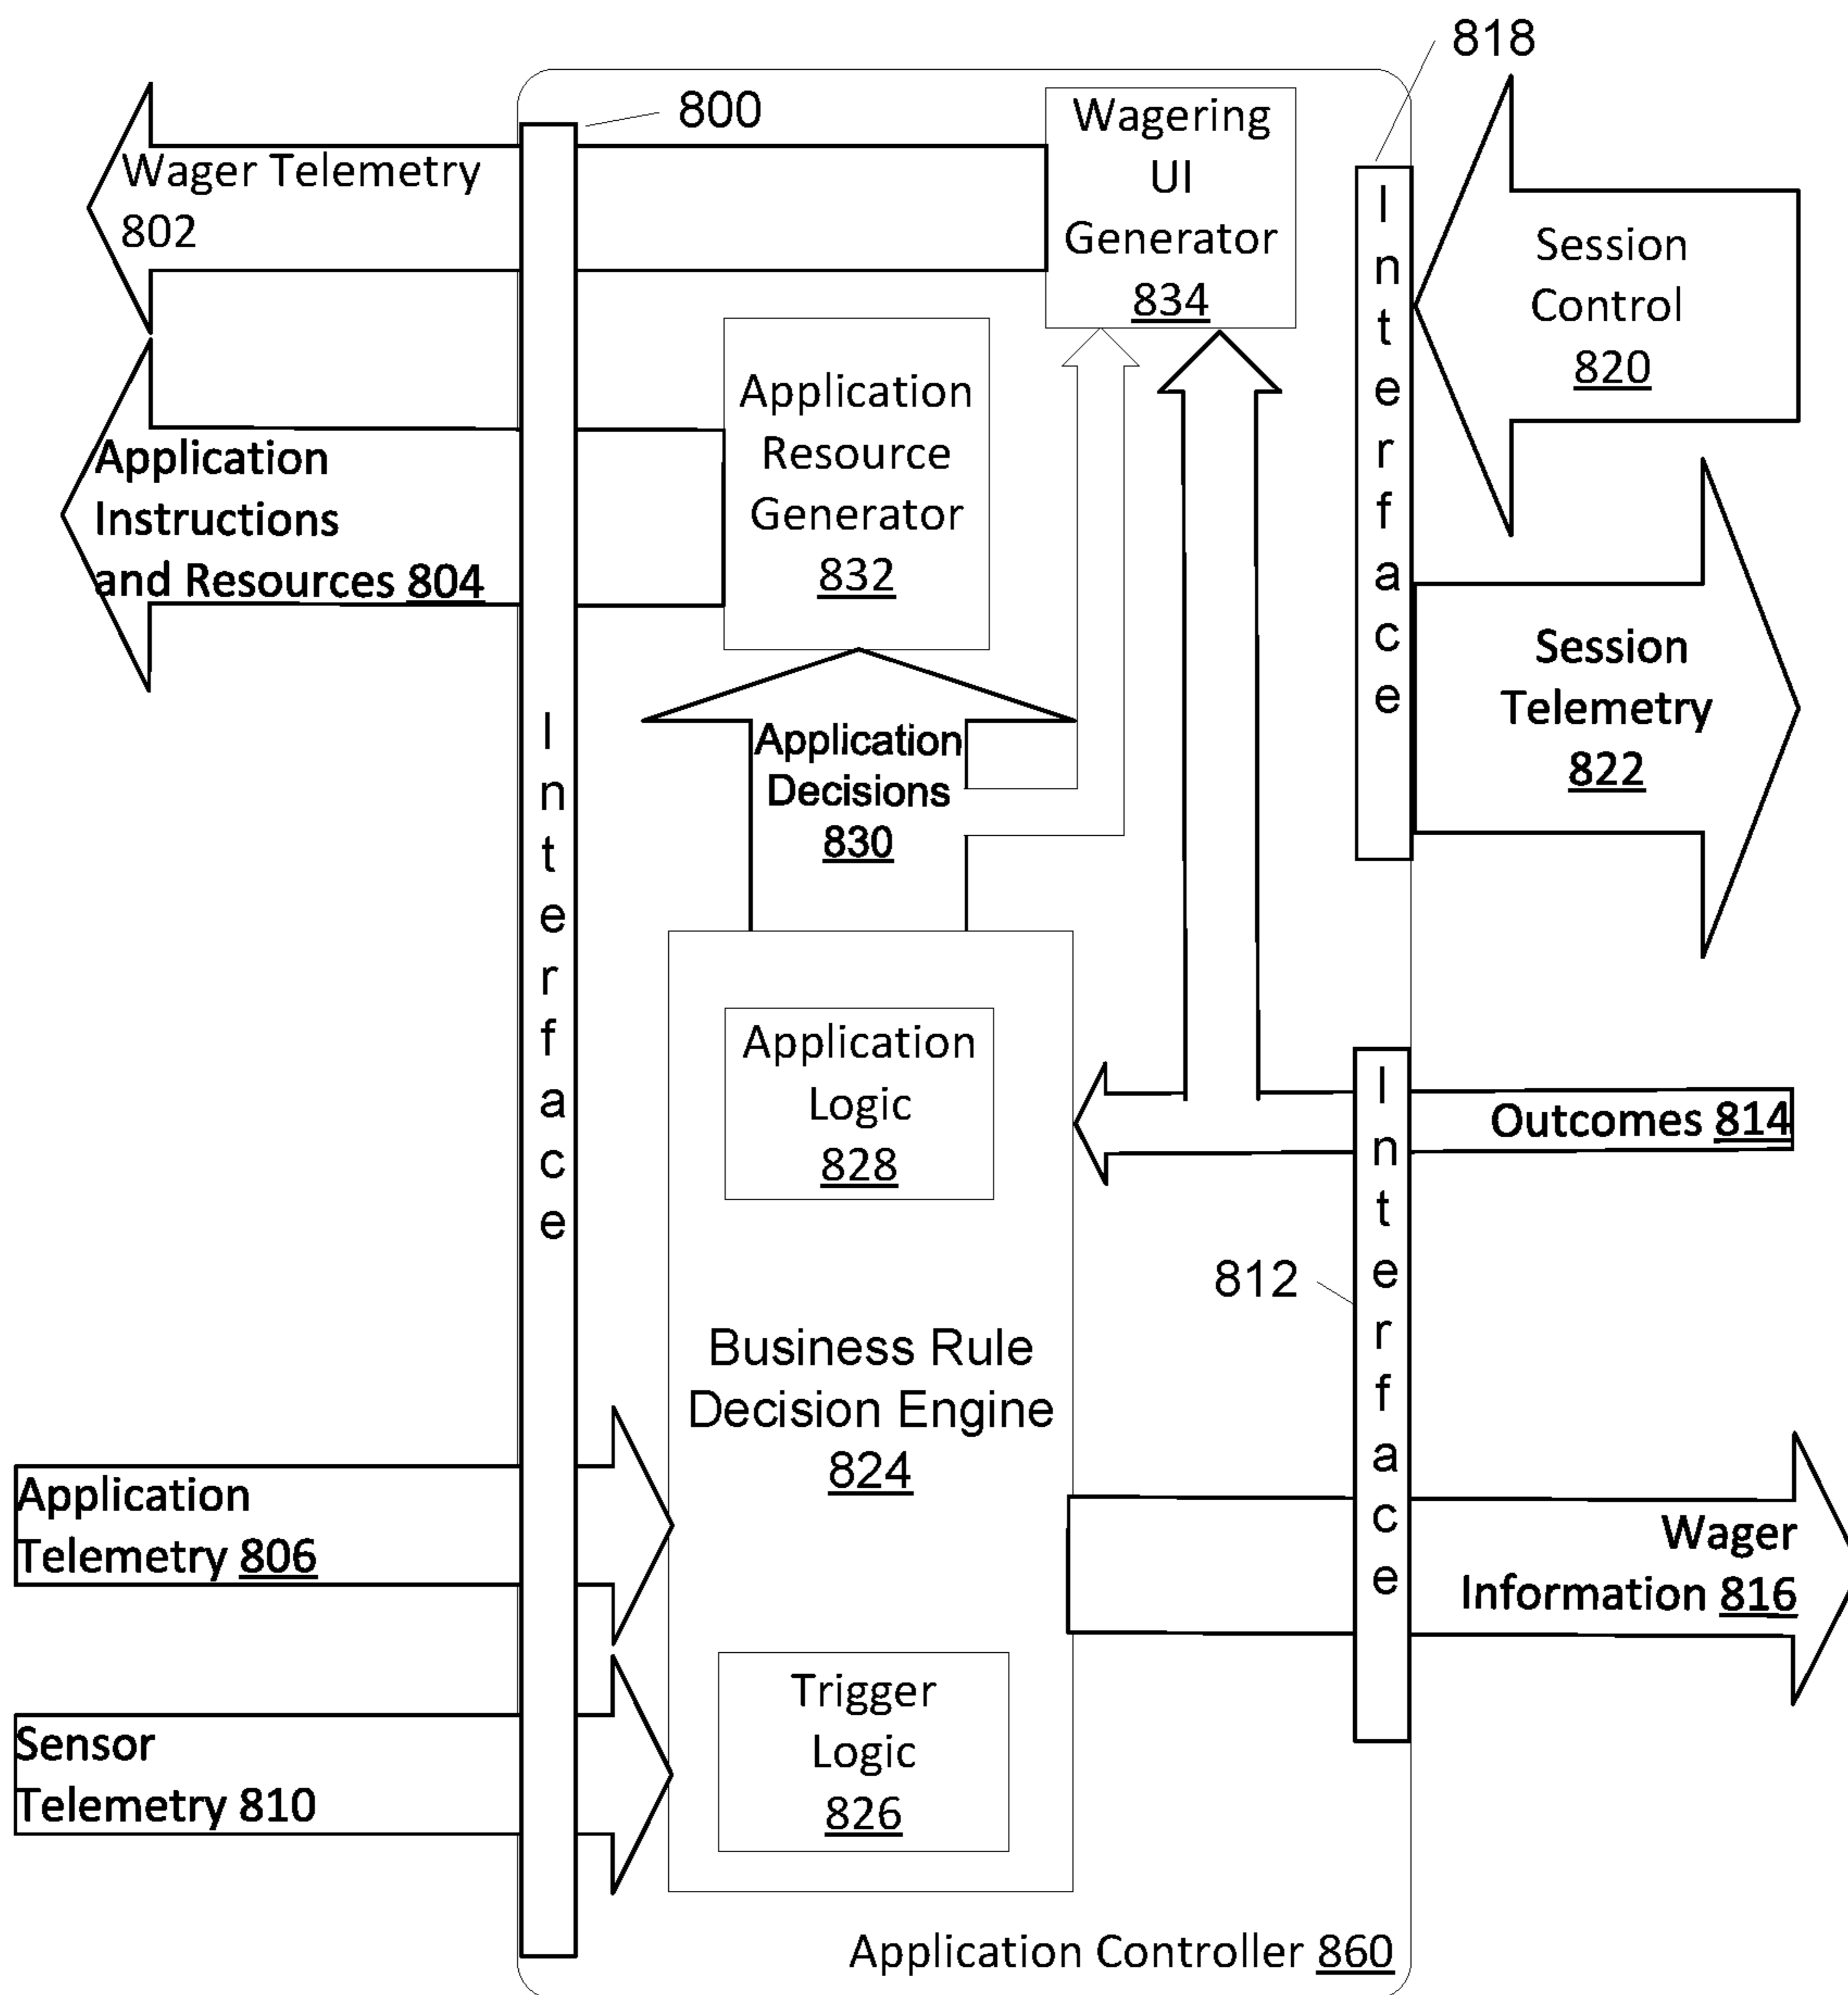 818
800
Wagering
UI
Generator
834
Wager Telemetry
802
Interface
Session
Control
820
Application
Resource
Generator
832
Application
Instructions
and Resources 804
Session
Telemetry
822
Interface
Application
Decisions
830
Application
Logic
828
Interface
Outcomes 814
812
Business Rule
Decision Engine
824
Application
Telemetry 806
Wager
Information 816
Trigger
Logic
826
Sensor
Telemetry 810
Application Controller 860